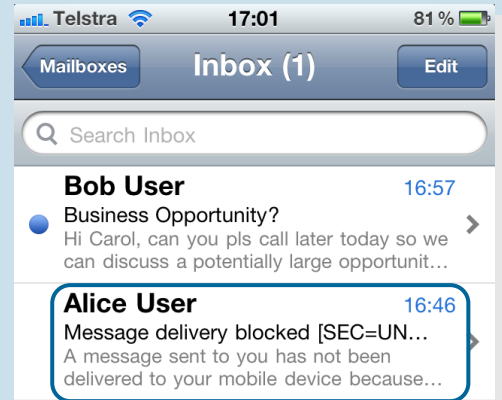 Telstra 17:01 81%
Mailboxes Inbox (1) Edit
Search Inbox
Bob User 16:57
Business Opportunity?
Hi Carol, can you pls call later today so we
can discuss a potentially large opportunit...
Alice User 16:46
Message delivery blocked [SEC=UN...
A message sent to you has not been
delivered to your mobile device because...